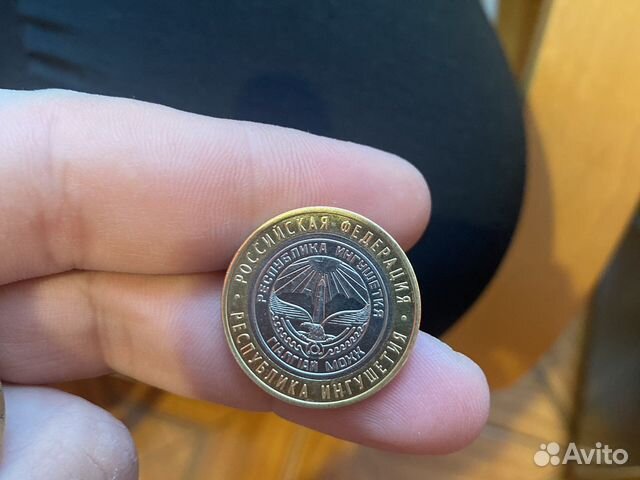 РОССИЙСКАЯ ФЕДЕРАЦИЯ
РЕСПУБЛИКА ИНГУШЕТИЯ
РЕСПУБЛИКА ИНГУШЕТИЯ
ГIАЛГIАЙ МОХК
Avito